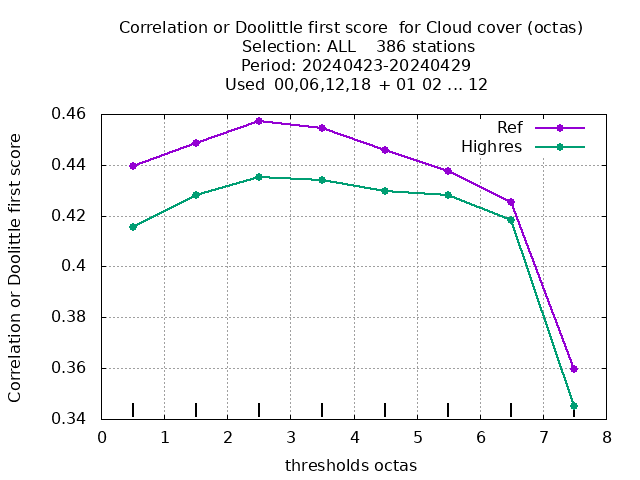 Correlation or Doolittle first score  for Cloud cover (octas)
Selection: ALL    386 stations
Period: 20240423-20240429
Used  00,06,12,18  + 01 02 ... 12
Ref
Highres
Correlation or Doolittle first score
0.46
0.44
0.42
0.4
0.38
0.36
0.34
0 1 2 3 4 5 6 7 8
thresholds octas